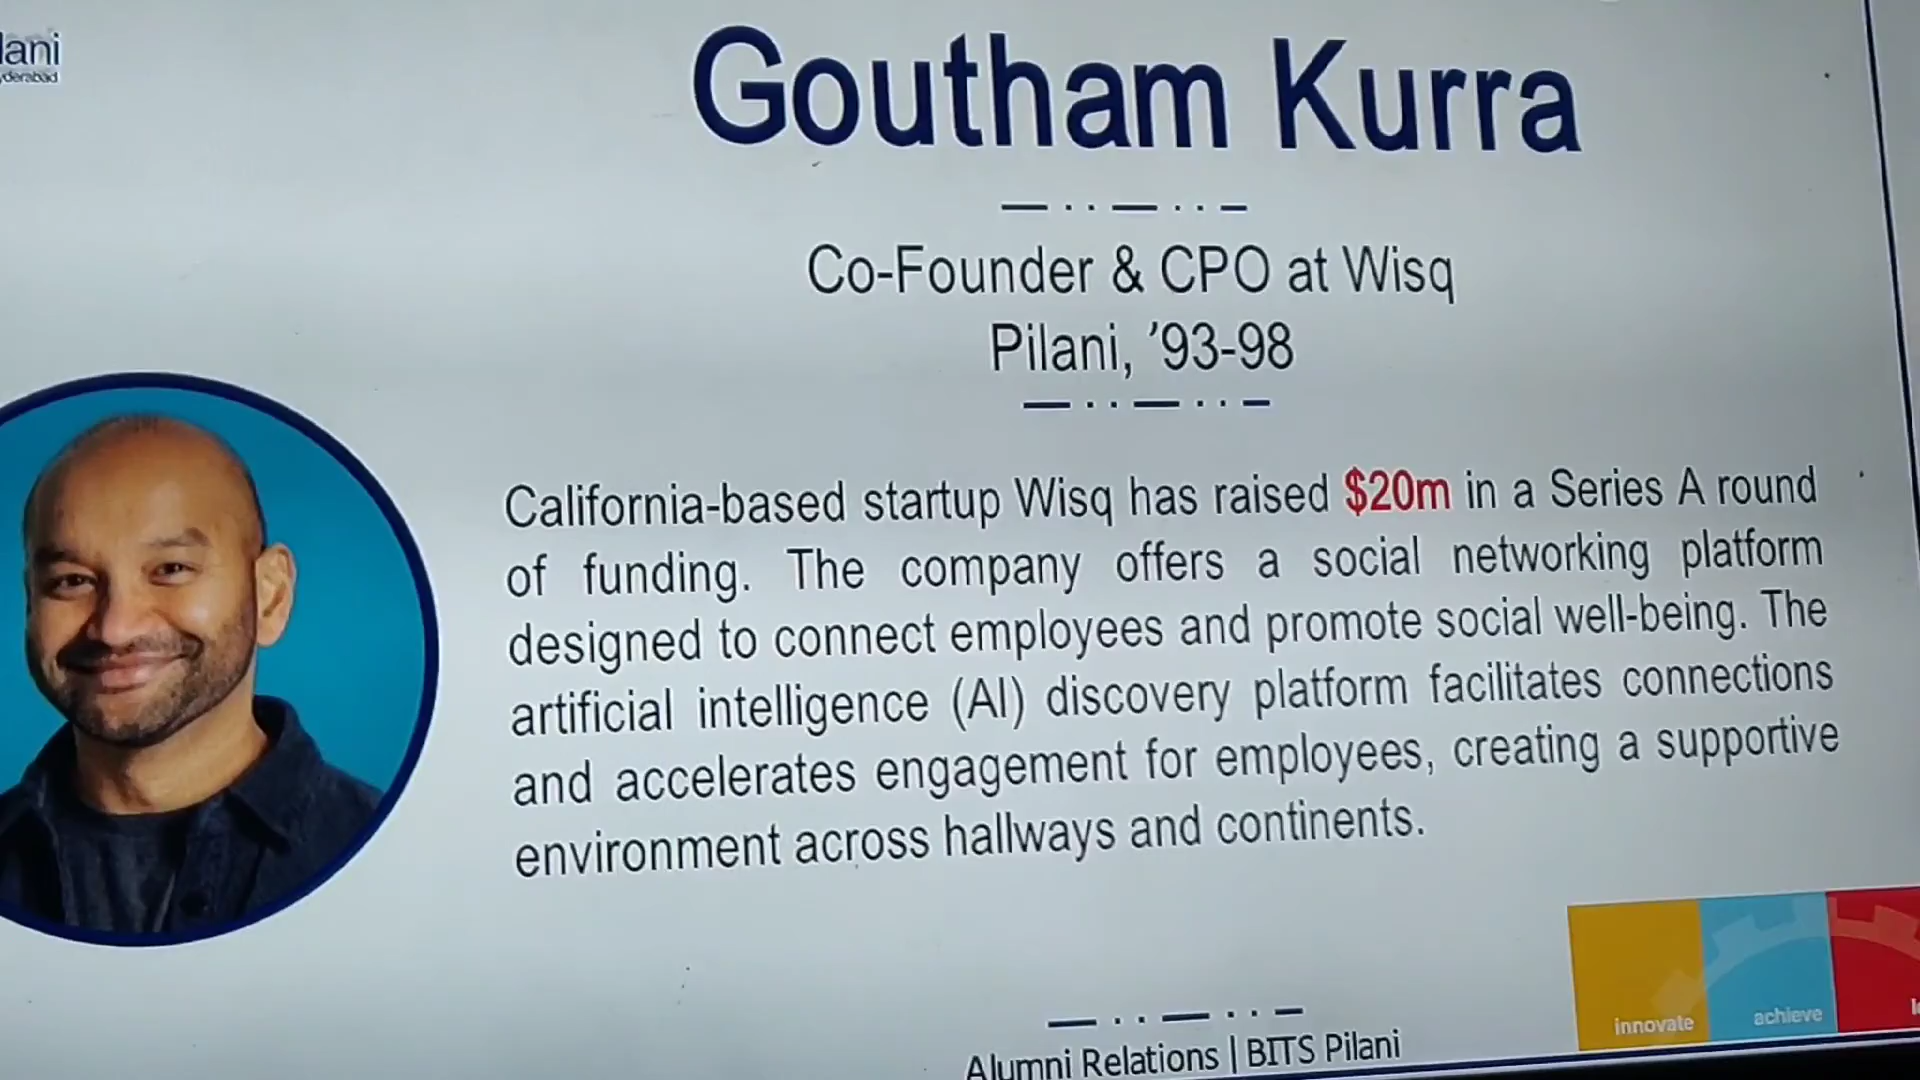 lani
yderabad
Goutham Kurra
Co-Founder & CPO at Wisq
Pilani, '93-98
California-based startup Wisq has raised $20m in a Series A round
of funding. The company offers a social networking platform
designed to connect employees and promote social well-being. The
artificial intelligence (AI) discovery platform facilitates connections
and accelerates engagement for employees, creating a supportive
environment across hallways and continents.
innovate achieve
Alumni Relations | BITS Pilani